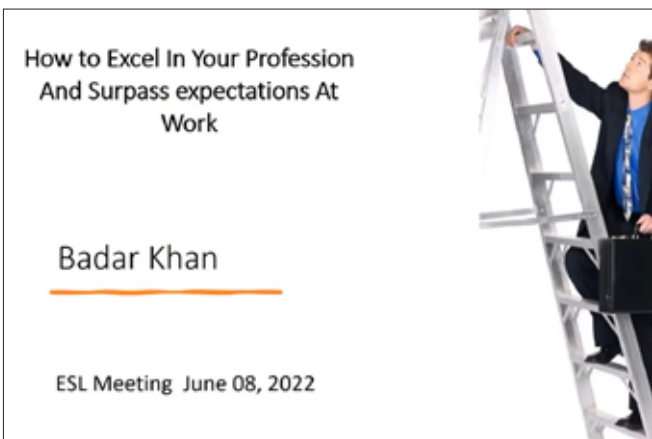 How to Excel In Your Profession
And Surpass expectations At
Work
Badar Khan
ESL Meeting June 08, 2022